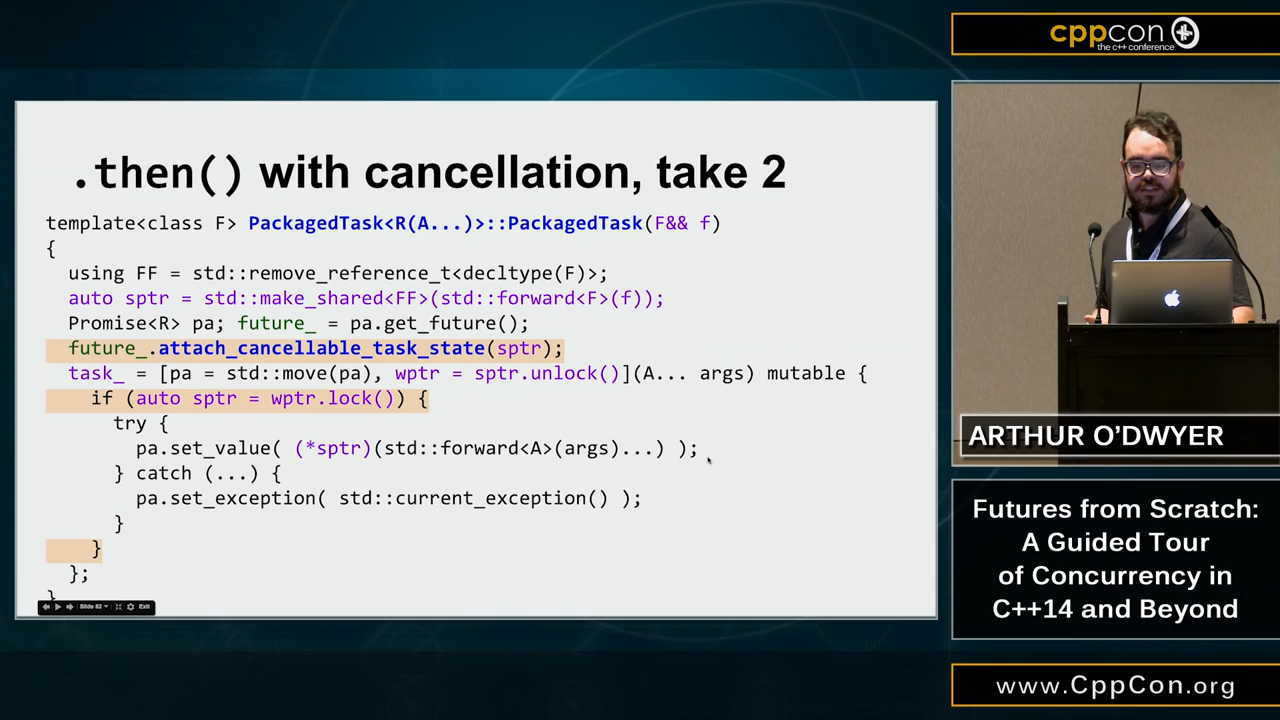 .then() with cancellation, take 2
template<class F> PackagedTask<R(A...)>::PackagedTask(F&& f)
{
  using FF = std::remove_reference_t<decltype(F)>;
  auto sptr = std::make_shared<FF>(std::forward<F>(f));
  Promise<R> pa; future_ = pa.get_future();
  future_.attach_cancellable_task_state(sptr);
  task_ = [pa = std::move(pa), wptr = sptr.unlock()](A... args) mutable {
    if (auto sptr = wptr.lock()) {
      try {
        pa.set_value( (*sptr)(std::forward<A>(args)...) );
      } catch (...) {
        pa.set_exception( std::current_exception() );
      }
    }
  };
}
Slide 82
Exit
cppcon
the c++ conference
ARTHUR O'DWYER
Futures from Scratch:
A Guided Tour
of Concurrency in
C++14 and Beyond
www.CppCon.org